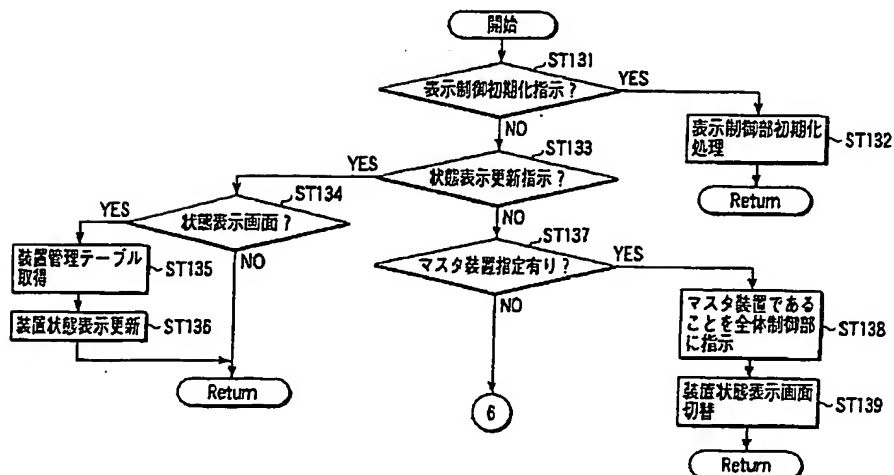 開始
ST131
表示制御初期化指示?
YES
NO
表示制御部初期化
処理
ST132
Return
ST133
YES
状態表示更新指示?
NO
ST134
YES
状態表示画面?
NO
装置管理テーブル
取得
ST135
装置状態表示更新
ST136
Return
ST137
マスタ装置指定有り?
YES
NO
マスタ装置である
ことを全体制御部
に指示
ST138
装置状態表示画面
切替
ST139
Return
6